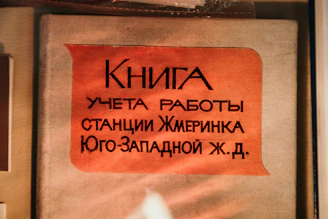 Книга
учета работы
станции Жмеринка
Юго-Западной ж.д.